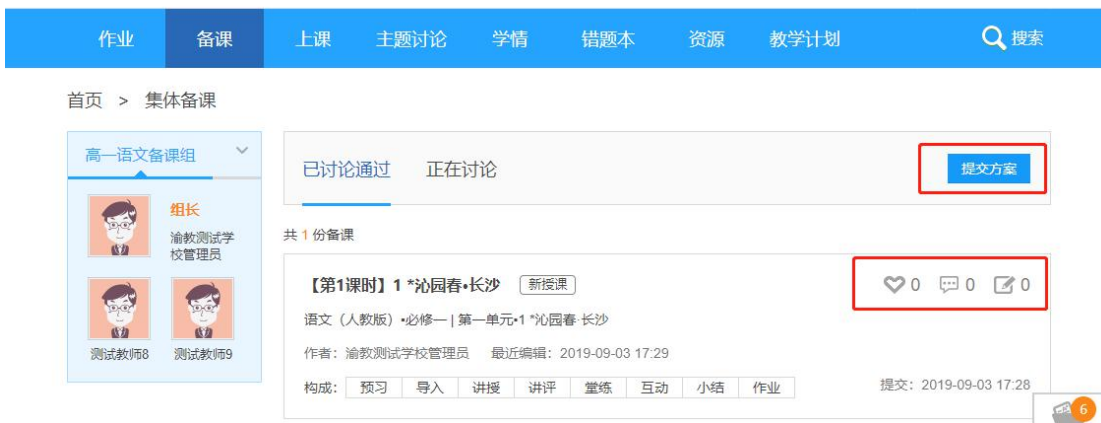 作业 备课 上课 主题讨论 学情 错题本 资源 教学计划 搜索
首页 > 集体备课
高一语文备课组
组长
渝教测试学
校管理员
测试教师8 测试教师9
已讨论通过 正在讨论 提交方案
共 1 份备课
【第1课时】1 *沁园春•长沙 新授课 0 0 0
语文（人教版）•必修一 | 第一单元•1 *沁园春·长沙
作者：渝教测试学校管理员 最近编辑：2019-09-03 17:29
构成： 预习 导入 讲授 讲评 堂练 互动 小结 作业 提交：2019-09-03 17:28
6